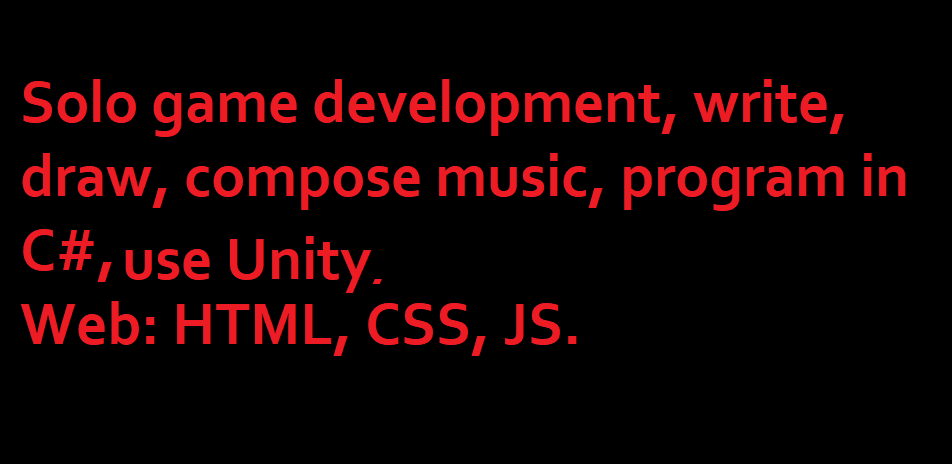 Solo game development, write,
draw, compose music, program in
C#, use Unity.
Web: HTML, CSS, JS.